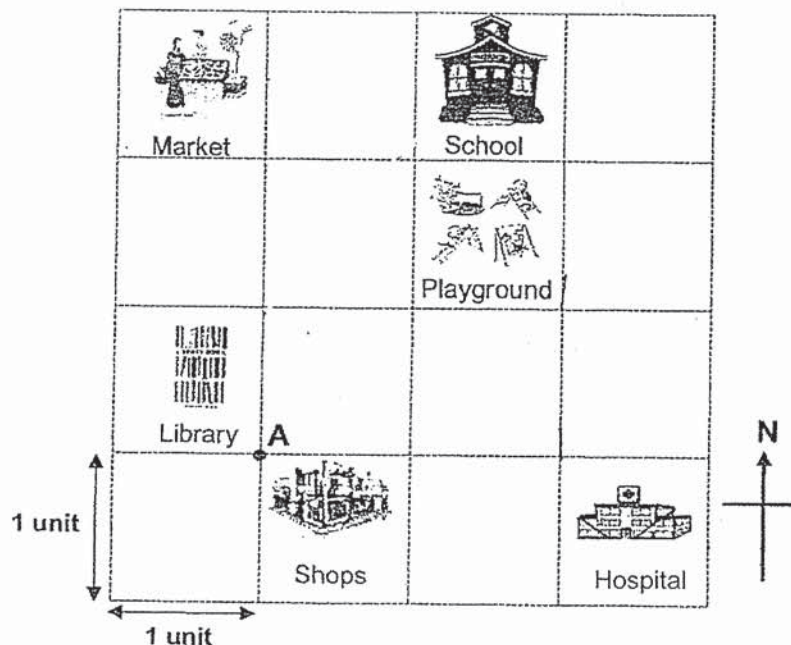 Market
School
Playground
Library
A
N
1 unit
Shops
Hospital
1 unit